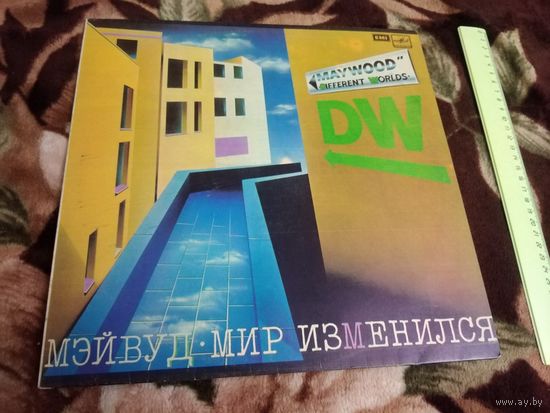 EMI
"MAYWOOD"
DIFFERENT WORLDS
DW
МЭЙВУД · МИР ИЗМЕНИЛСЯ
www.ay.by